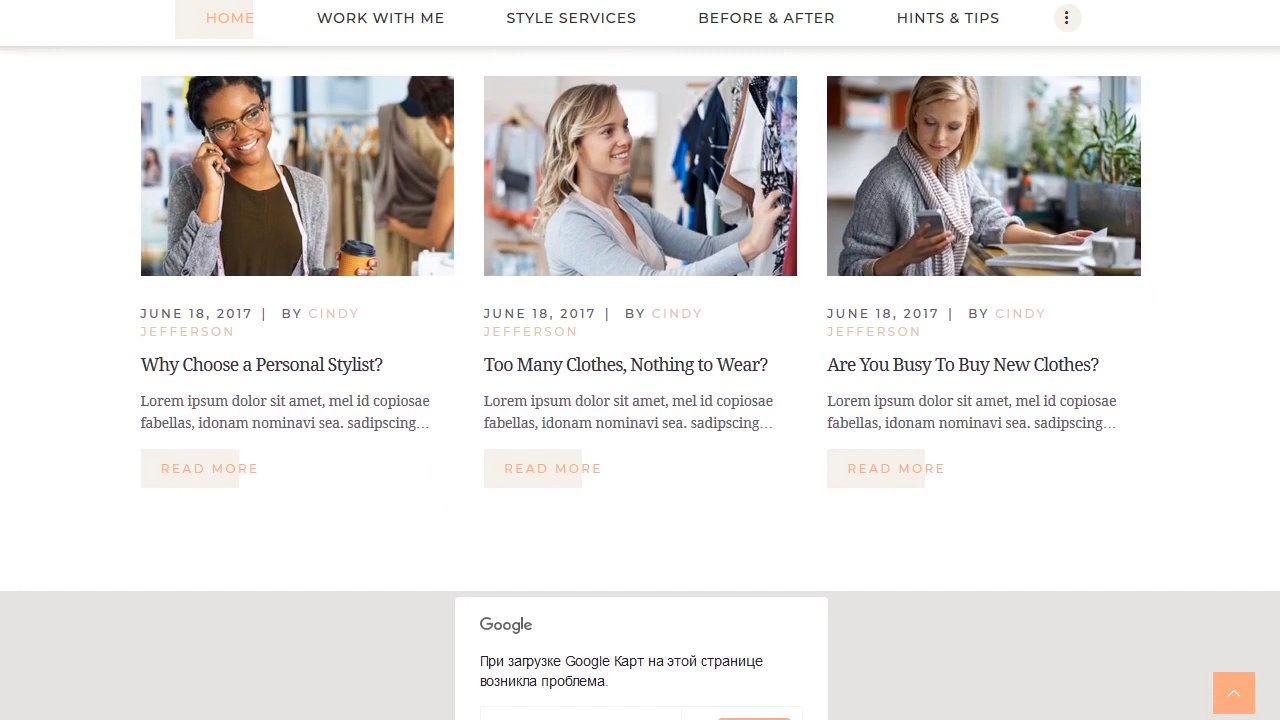 HOME WORK WITH ME STYLE SERVICES BEFORE & AFTER HINTS & TIPS
JUNE 18, 2017 | BY CINDY
JEFFERSON
Why Choose a Personal Stylist?
Lorem ipsum dolor sit amet, mel id copiosae
fabellas, idonam nominavi sea. sadipscing...
READ MORE
JUNE 18, 2017 | BY CINDY
JEFFERSON
Too Many Clothes, Nothing to Wear?
Lorem ipsum dolor sit amet, mel id copiosae
fabellas, idonam nominavi sea. sadipscing...
READ MORE
JUNE 18, 2017 | BY CINDY
JEFFERSON
Are You Busy To Buy New Clothes?
Lorem ipsum dolor sit amet, mel id copiosae
fabellas, idonam nominavi sea. sadipscing...
READ MORE
Google
При загрузке Google Карт на этой странице
возникла проблема.